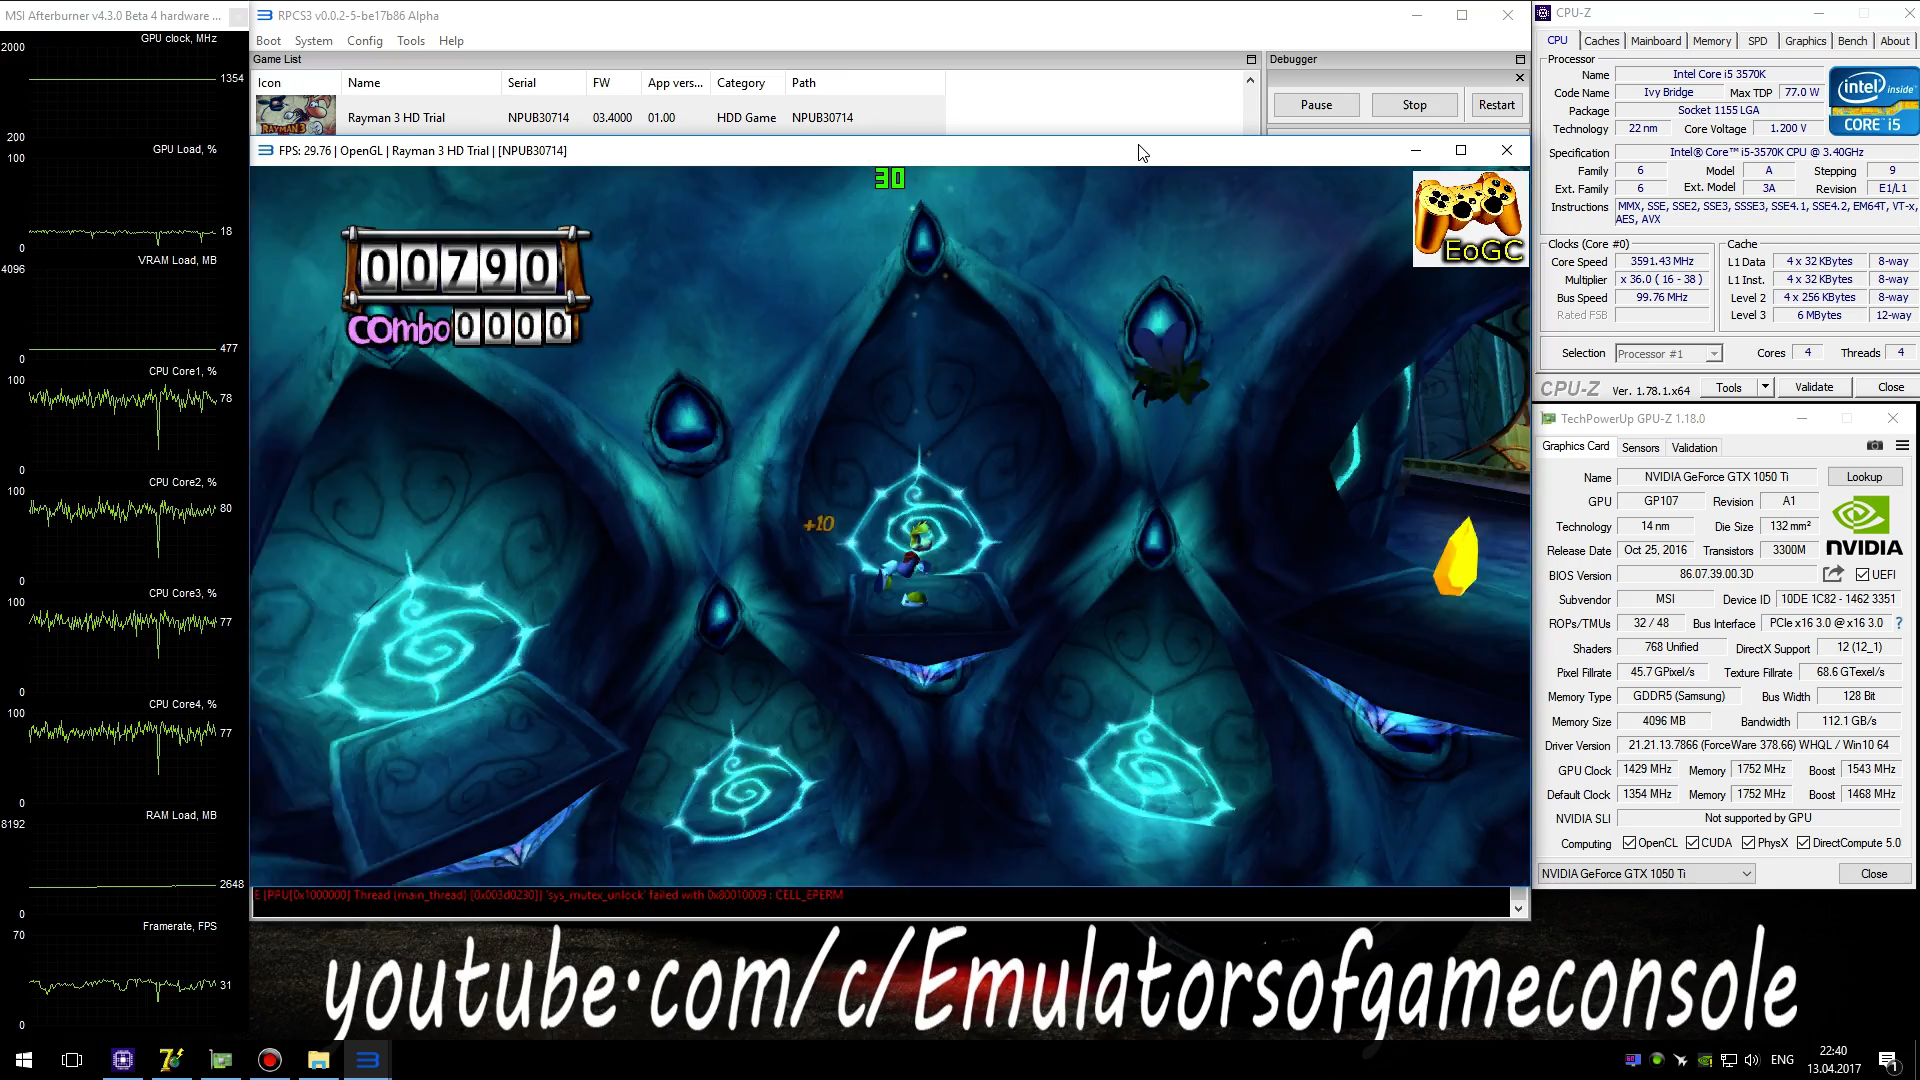 MSI Afterburner v4.3.0 Beta 4 hardware ...
GPU clock, MHz
2000
1354
200
GPU Load, %
100
18
0
VRAM Load, MB
4096
477
0
CPU Core1, %
100
78
0
CPU Core2, %
100
80
0
CPU Core3, %
100
77
0
CPU Core4, %
100
77
0
RAM Load, MB
8192
2648
0
Framerate, FPS
70
31
0
RPCS3 v0.0.2-5-be17b86 Alpha
Boot System Config Tools Help
Game List
Icon Name Serial FW App vers... Category Path
RAYMAN 3
Rayman 3 HD Trial NPUB30714 03.4000 01.00 HDD Game NPUB30714
Debugger
Pause Stop Restart
FPS: 29.76 | OpenGL | Rayman 3 HD Trial | [NPUB30714]
30
EoGC
00790
combo 0000
+10
E {PPU[0x1000000] Thread (main_thread) [0x003d0230]} 'sys_mutex_unlock' failed with 0x80010009 : CELL_EPERM
youtube.com/c/Emulatorsofgameconsole
CPU-Z
CPU Caches Mainboard Memory SPD Graphics Bench About
Processor
Name Intel Core i5 3570K
Code Name Ivy Bridge Max TDP 77.0 W
Package Socket 1155 LGA
Technology 22 nm Core Voltage 1.200 V
intel inside
CORE i5
Specification Intel® Core™ i5-3570K CPU @ 3.40GHz
Family 6 Model A Stepping 9
Ext. Family 6 Ext. Model 3A Revision E1/L1
Instructions MMX, SSE, SSE2, SSE3, SSSE3, SSE4.1, SSE4.2, EM64T, VT-x,
AES, AVX
Clocks (Core #0) Cache
Core Speed 3591.43 MHz L1 Data 4 x 32 KBytes 8-way
Multiplier x 36.0 ( 16 - 38 ) L1 Inst. 4 x 32 KBytes 8-way
Bus Speed 99.76 MHz Level 2 4 x 256 KBytes 8-way
Rated FSB Level 3 6 MBytes 12-way
Selection Processor #1 Cores 4 Threads 4
CPU-Z Ver. 1.78.1.x64 Tools Validate Close
TechPowerUp GPU-Z 1.18.0
Graphics Card Sensors Validation
Name NVIDIA GeForce GTX 1050 Ti Lookup
GPU GP107 Revision A1
Technology 14 nm Die Size 132 mm²
Release Date Oct 25, 2016 Transistors 3300M
NVIDIA
BIOS Version 86.07.39.00.3D UEFI
Subvendor MSI Device ID 10DE 1C82 - 1462 3351
ROPs/TMUs 32 / 48 Bus Interface PCIe x16 3.0 @ x16 3.0 ?
Shaders 768 Unified DirectX Support 12 (12_1)
Pixel Fillrate 45.7 GPixel/s Texture Fillrate 68.6 GTexel/s
Memory Type GDDR5 (Samsung) Bus Width 128 Bit
Memory Size 4096 MB Bandwidth 112.1 GB/s
Driver Version 21.21.13.7866 (ForceWare 378.66) WHQL / Win10 64
GPU Clock 1429 MHz Memory 1752 MHz Boost 1543 MHz
Default Clock 1354 MHz Memory 1752 MHz Boost 1468 MHz
NVIDIA SLI Not supported by GPU
Computing OpenCL CUDA PhysX DirectCompute 5.0
NVIDIA GeForce GTX 1050 Ti Close
ENG
22:40
13.04.2017
1